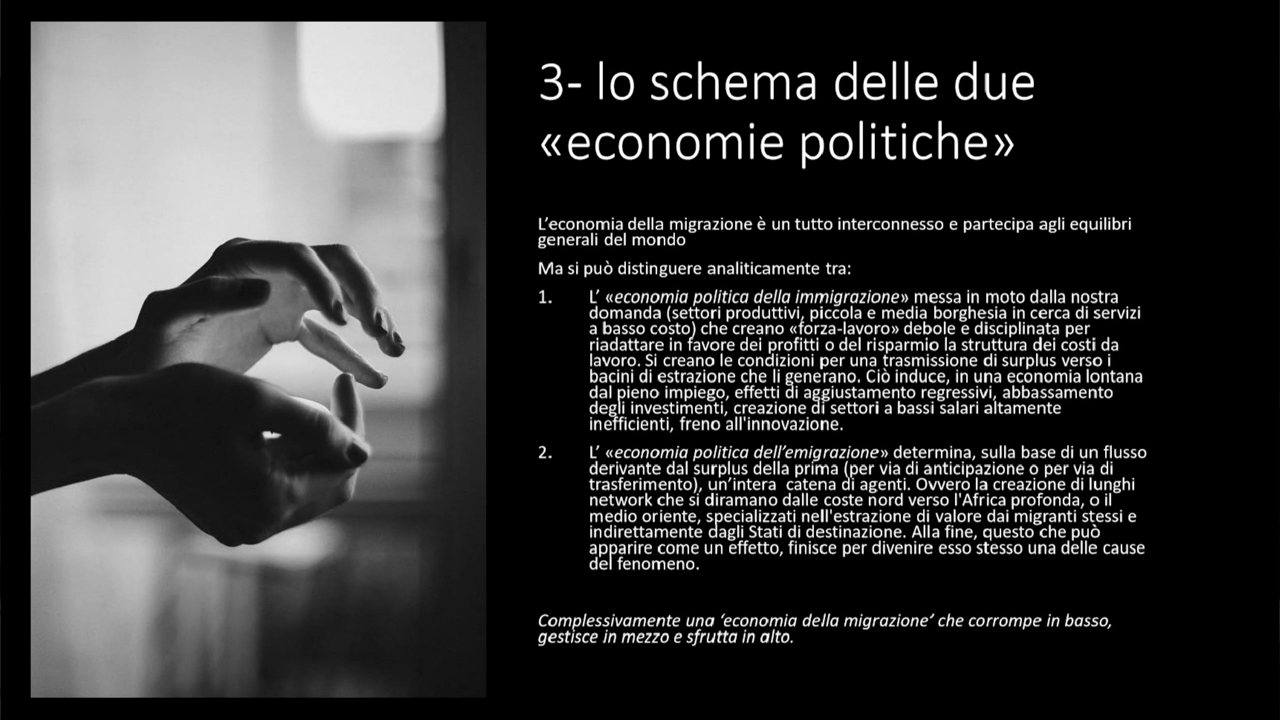 3- lo schema delle due
«economie politiche»
L'economia della migrazione è un tutto interconnesso e partecipa agli equilibri
generali del mondo
Ma si può distinguere analiticamente tra:
1. L' «economia politica della immigrazione» messa in moto dalla nostra
domanda (settori produttivi, piccola e media borghesia in cerca di servizi
a basso costo) che creano «forza-lavoro» debole e disciplinata per
riadattare in favore dei profitti o del risparmio la struttura dei costi da
lavoro. Si creano le condizioni per una trasmissione di surplus verso i
bacini di estrazione che li generano. Ciò induce, in una economia lontana
dal pieno impiego, effetti di aggiustamento regressivi, abbassamento
degli investimenti, creazione di settori a bassi salari altamente
inefficienti, freno all'innovazione.
2. L' «economia politica dell'emigrazione» determina, sulla base di un flusso
derivante dal surplus della prima (per via di anticipazione o per via di
trasferimento), un'intera catena di agenti. Ovvero la creazione di lunghi
network che si diramano dalle coste nord verso l'Africa profonda, o il
medio oriente, specializzati nell'estrazione di valore dai migranti stessi e
indirettamente dagli Stati di destinazione. Alla fine, questo che può
apparire come un effetto, finisce per divenire esso stesso una delle cause
del fenomeno.
Complessivamente una 'economia della migrazione' che corrompe in basso,
gestisce in mezzo e sfrutta in alto.